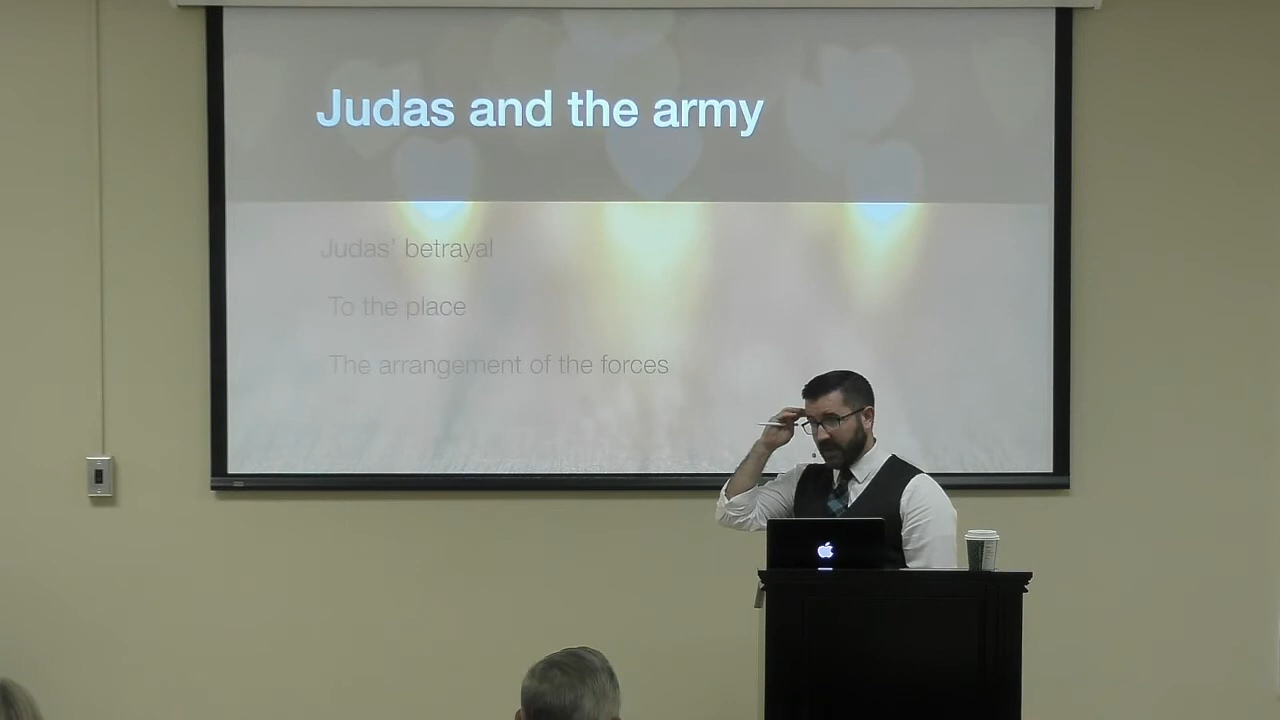 Judas and the army
Judas' betrayal
To the place
The arrangement of the forces